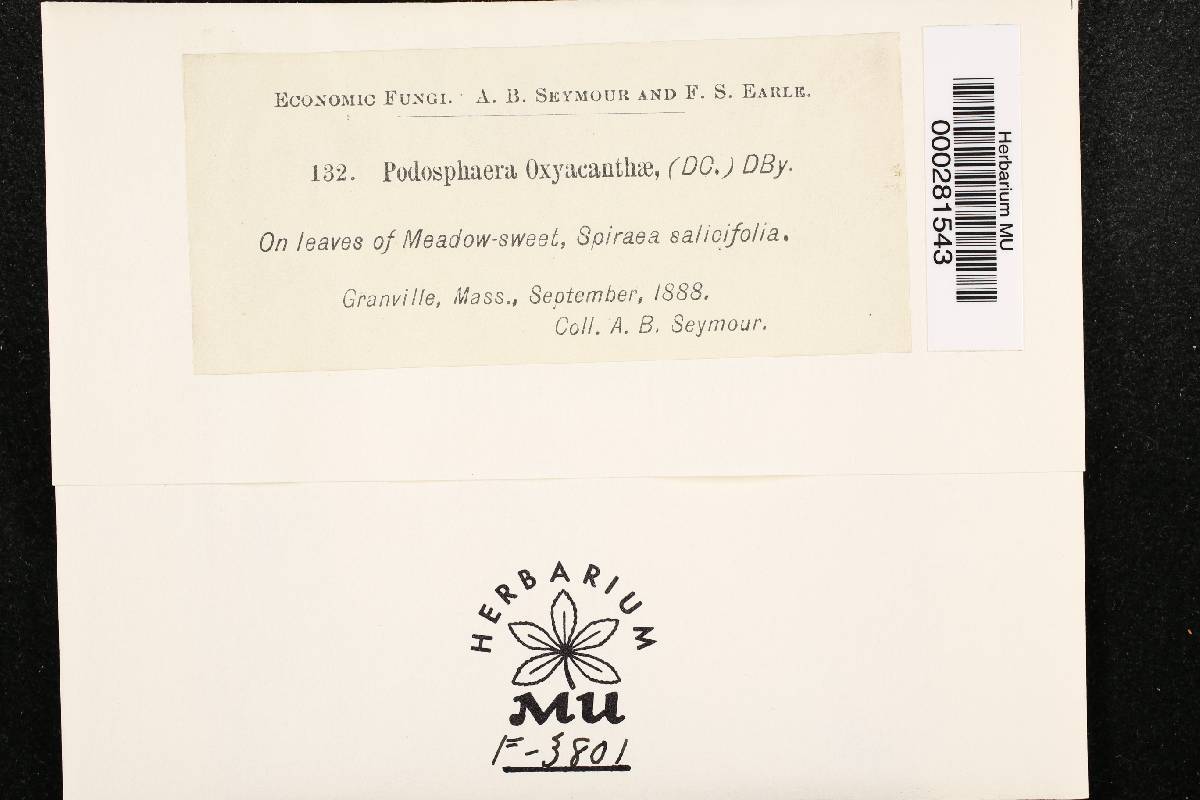 ECONOMIC FUNGI. A. B. SEYMOUR AND F. S. EARLE.
132. Podosphaera Oxyacanthæ, (DC.) DBy.
On leaves of Meadow-sweet, Spiraea salicifolia.
Granville, Mass., September, 1888.
Coll. A. B. Seymour.
Herbarium MU
000281543
HERBARIUM
MU
F-3801